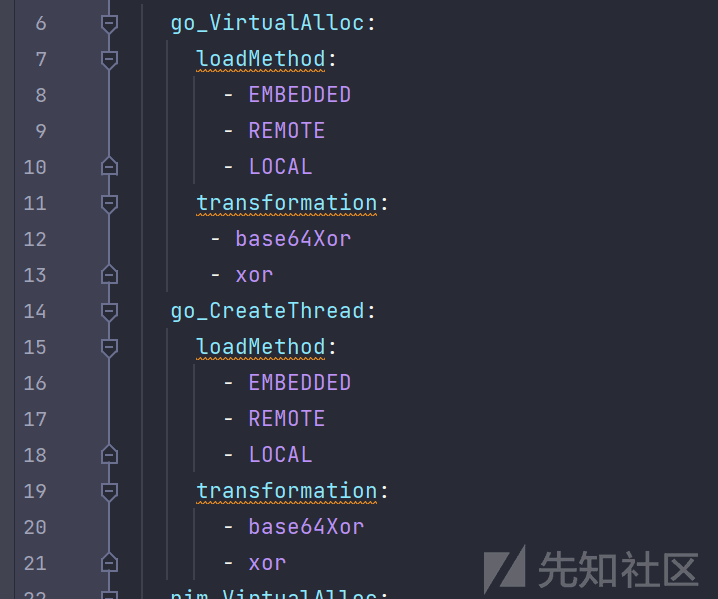 6 go_VirtualAlloc:
7 loadMethod:
8 - EMBEDDED
9 - REMOTE
10 - LOCAL
11 transformation:
12 - base64Xor
13 - xor
14 go_CreateThread:
15 loadMethod:
16 - EMBEDDED
17 - REMOTE
18 - LOCAL
19 transformation:
20 - base64Xor
21 - xor
22 nim_VirtualAlloc:
先知社区